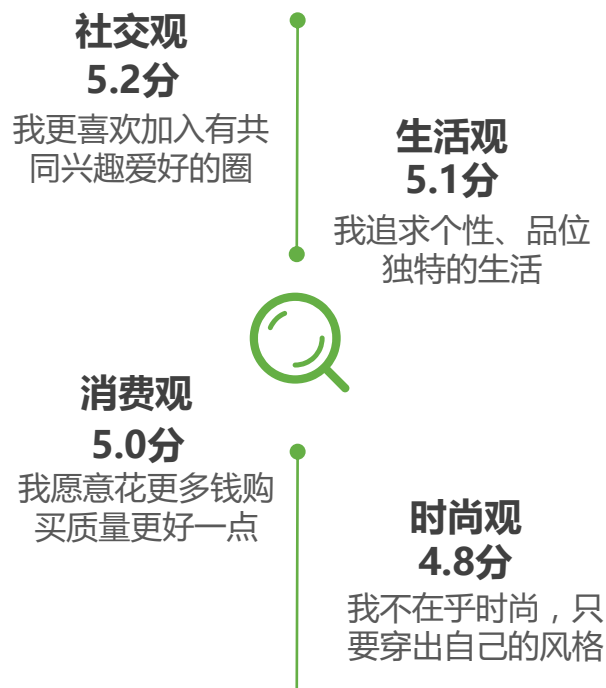 社交观
5.2分
我更喜欢加入有共
同兴趣爱好的圈
生活观
5.1分
我追求个性、品位
独特的生活
消费观
5.0分
我愿意花更多钱购
买质量更好一点
时尚观
4.8分
我不在乎时尚，只
要穿出自己的风格